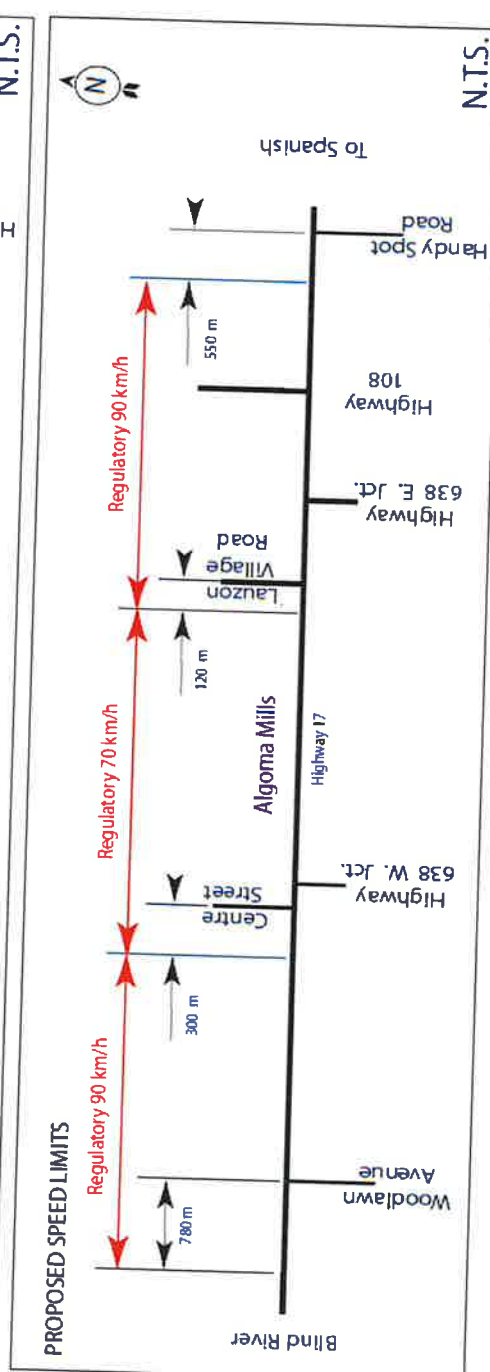 N.T.S.
H
PROPOSED SPEED LIMITS
N
N.T.S.
Regulatory 90 km/h
Regulatory 70 km/h
Regulatory 90 km/h
780 m
300 m
120 m
550 m
Blind River
Woodlawn
Avenue
Centre
Street
Highway
638 W. Jct.
Algoma Mills
Highway 17
Lauzon
Village
Road
Highway
638 E. Jct.
Highway
108
Handy Spot
Road
To Spanish